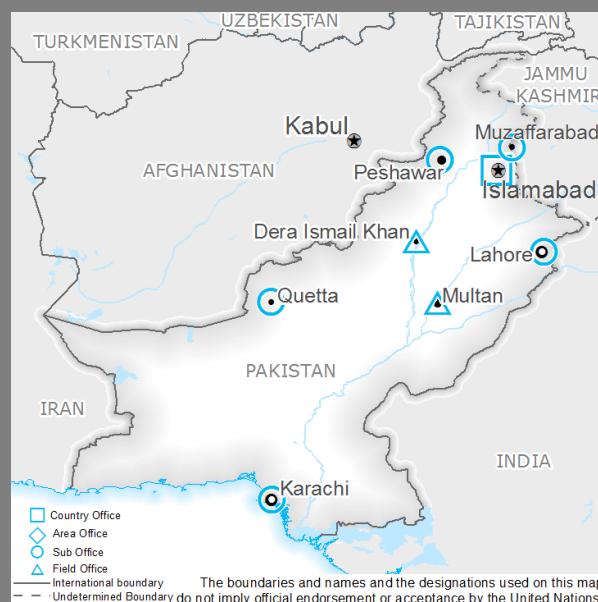 UZBEKISTAN
TAJIKISTAN
TURKMENISTAN
JAMMU
KASHMIR
Kabul
Muzaffarabad
AFGHANISTAN
Peshawar
Islamabad
Dera Ismail Khan
Lahore
Quetta
Multan
PAKISTAN
IRAN
INDIA
Karachi
Country Office
Area Office
Sub Office
Field Office
International boundary
Undetermined Boundary
The boundaries and names and the designations used on this map
do not imply official endorsement or acceptance by the United Nations